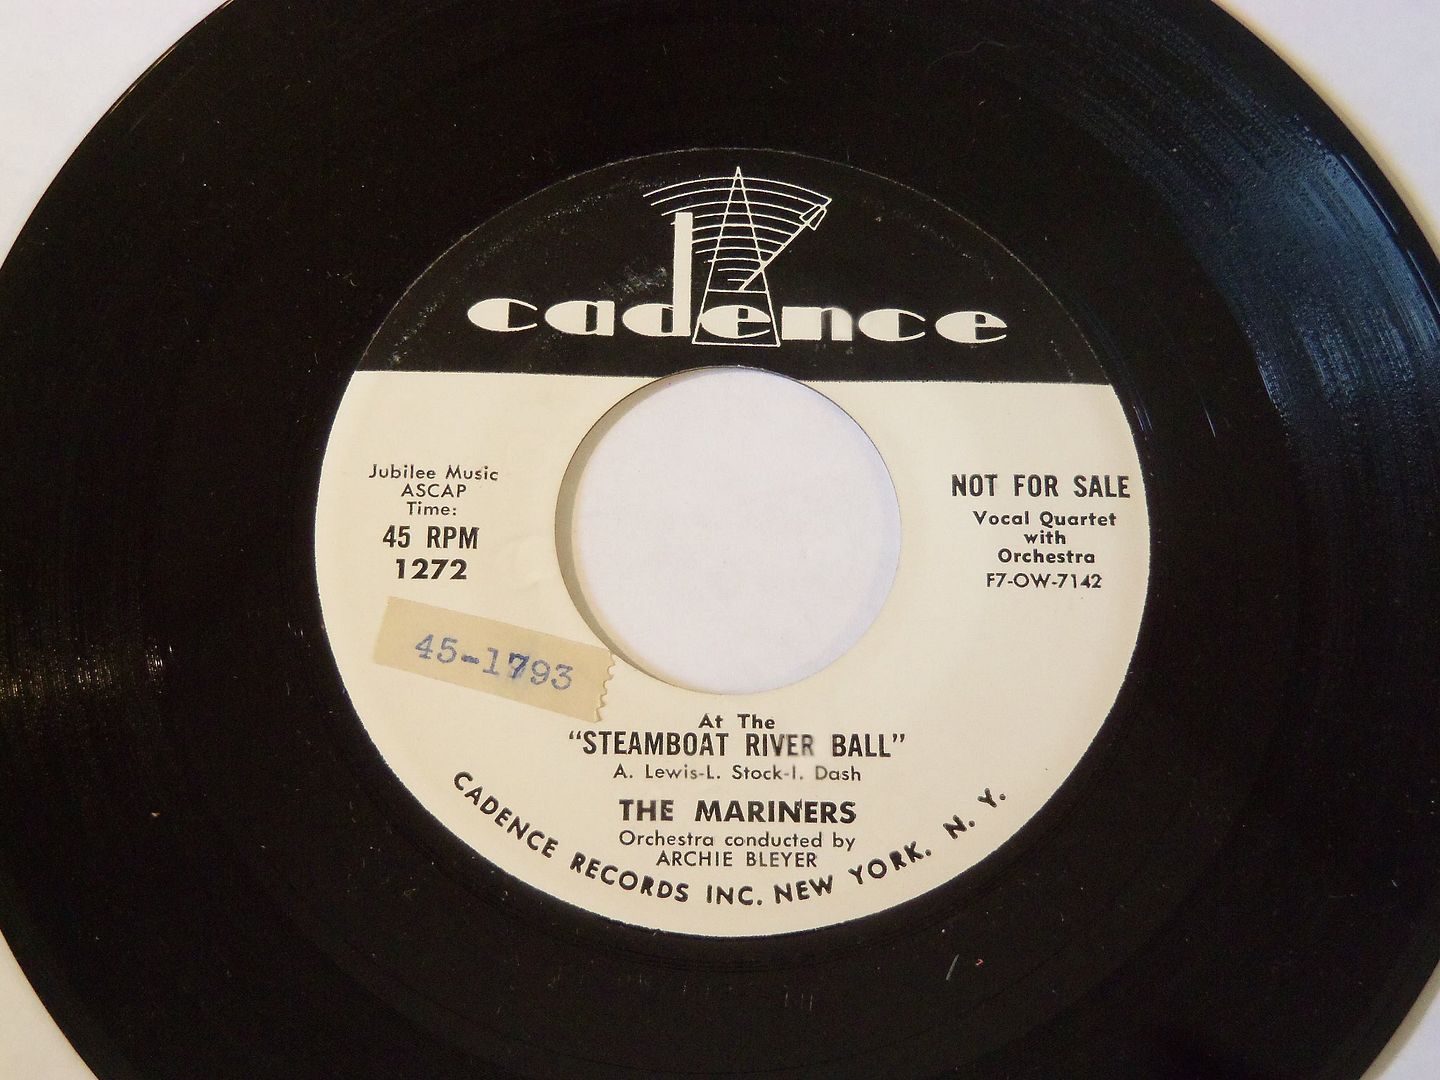 cadence
Jubilee Music
ASCAP
Time:
45 RPM
1272
NOT FOR SALE
Vocal Quartet
with
Orchestra
F7-OW-7142
45-1793
At The
"STEAMBOAT RIVER BALL"
A. Lewis-L. Stock-I. Dash
THE MARINERS
Orchestra conducted by
ARCHIE BLEYER
CADENCE RECORDS INC. NEW YORK. N. Y.